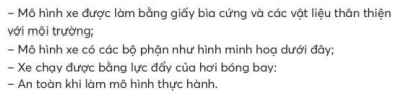 – Mô hình xe được làm bằng giấy bìa cứng và các vật liệu thân thiện
với môi trường;
– Mô hình xe có các bộ phận như hình minh hoạ dưới đây;
– Xe chạy được bằng lực đẩy của hơi bóng bay;
– An toàn khi làm mô hình thực hành.